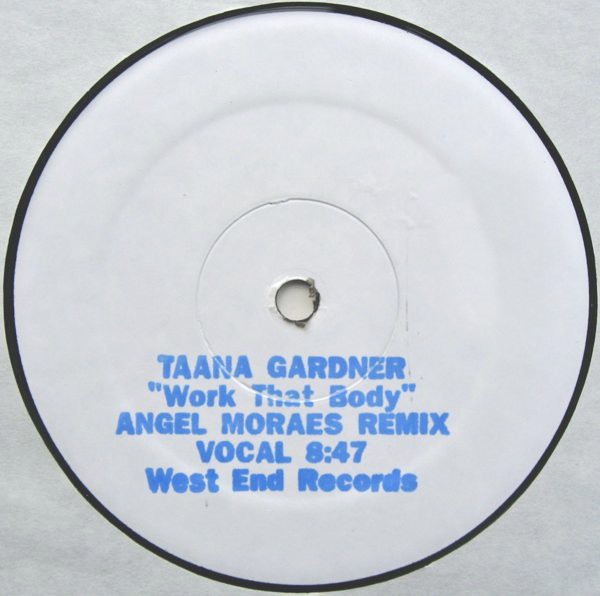 TAANA GARDNER
"Work That Body"
ANGEL MORAES REMIX
VOCAL 8:47
West End Records